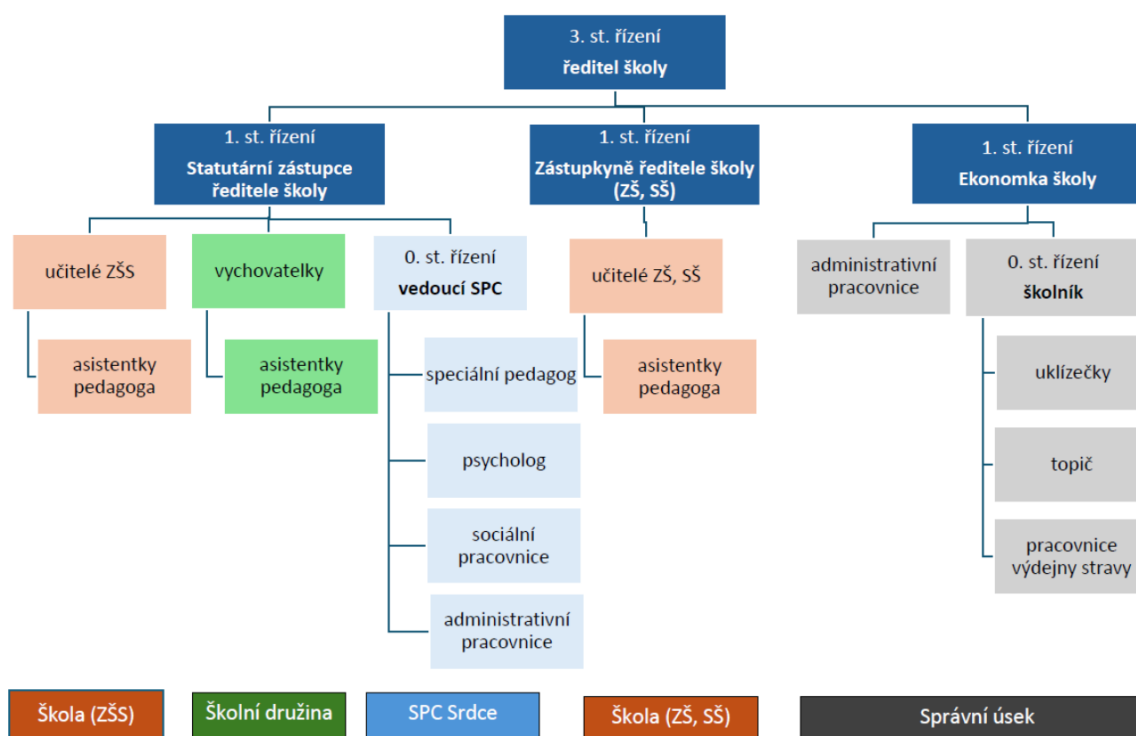 3. st. řízení
ředitel školy
1. st. řízení
Statutární zástupce
ředitele školy
1. st. řízení
Zástupkyně ředitele školy
(ZŠ, SŠ)
1. st. řízení
Ekonomka školy
učitelé ZŠS
vychovatelky
0. st. řízení
vedoucí SPC
učitelé ZŠ, SŠ
administrativní
pracovnice
0. st. řízení
školník
asistentky
pedagoga
asistentky
pedagoga
speciální pedagog
asistentky
pedagoga
uklízečky
psycholog
topič
sociální
pracovnice
pracovnice
výdejny stravy
administrativní
pracovnice
Škola (ZŠS)
Školní družina
SPC Srdce
Škola (ZŠ, SŠ)
Správní úsek